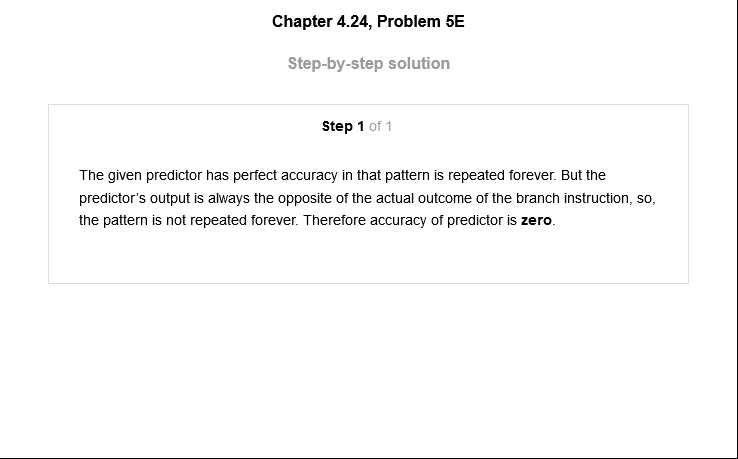 Chapter 4.24, Problem 5E
Step-by-step solution
Step 1 of 1
The given predictor has perfect accuracy in that pattern is repeated forever. But the
predictor's output is always the opposite of the actual outcome of the branch instruction, so,
the pattern is not repeated forever. Therefore accuracy of predictor is zero.